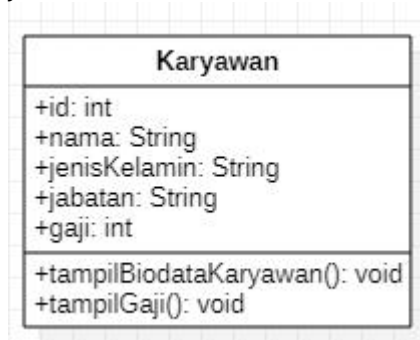 Karyawan
+id: int
+nama: String
+jenisKelamin: String
+jabatan: String
+gaji: int
+tampilBiodataKaryawan(): void
+tampilGaji(): void